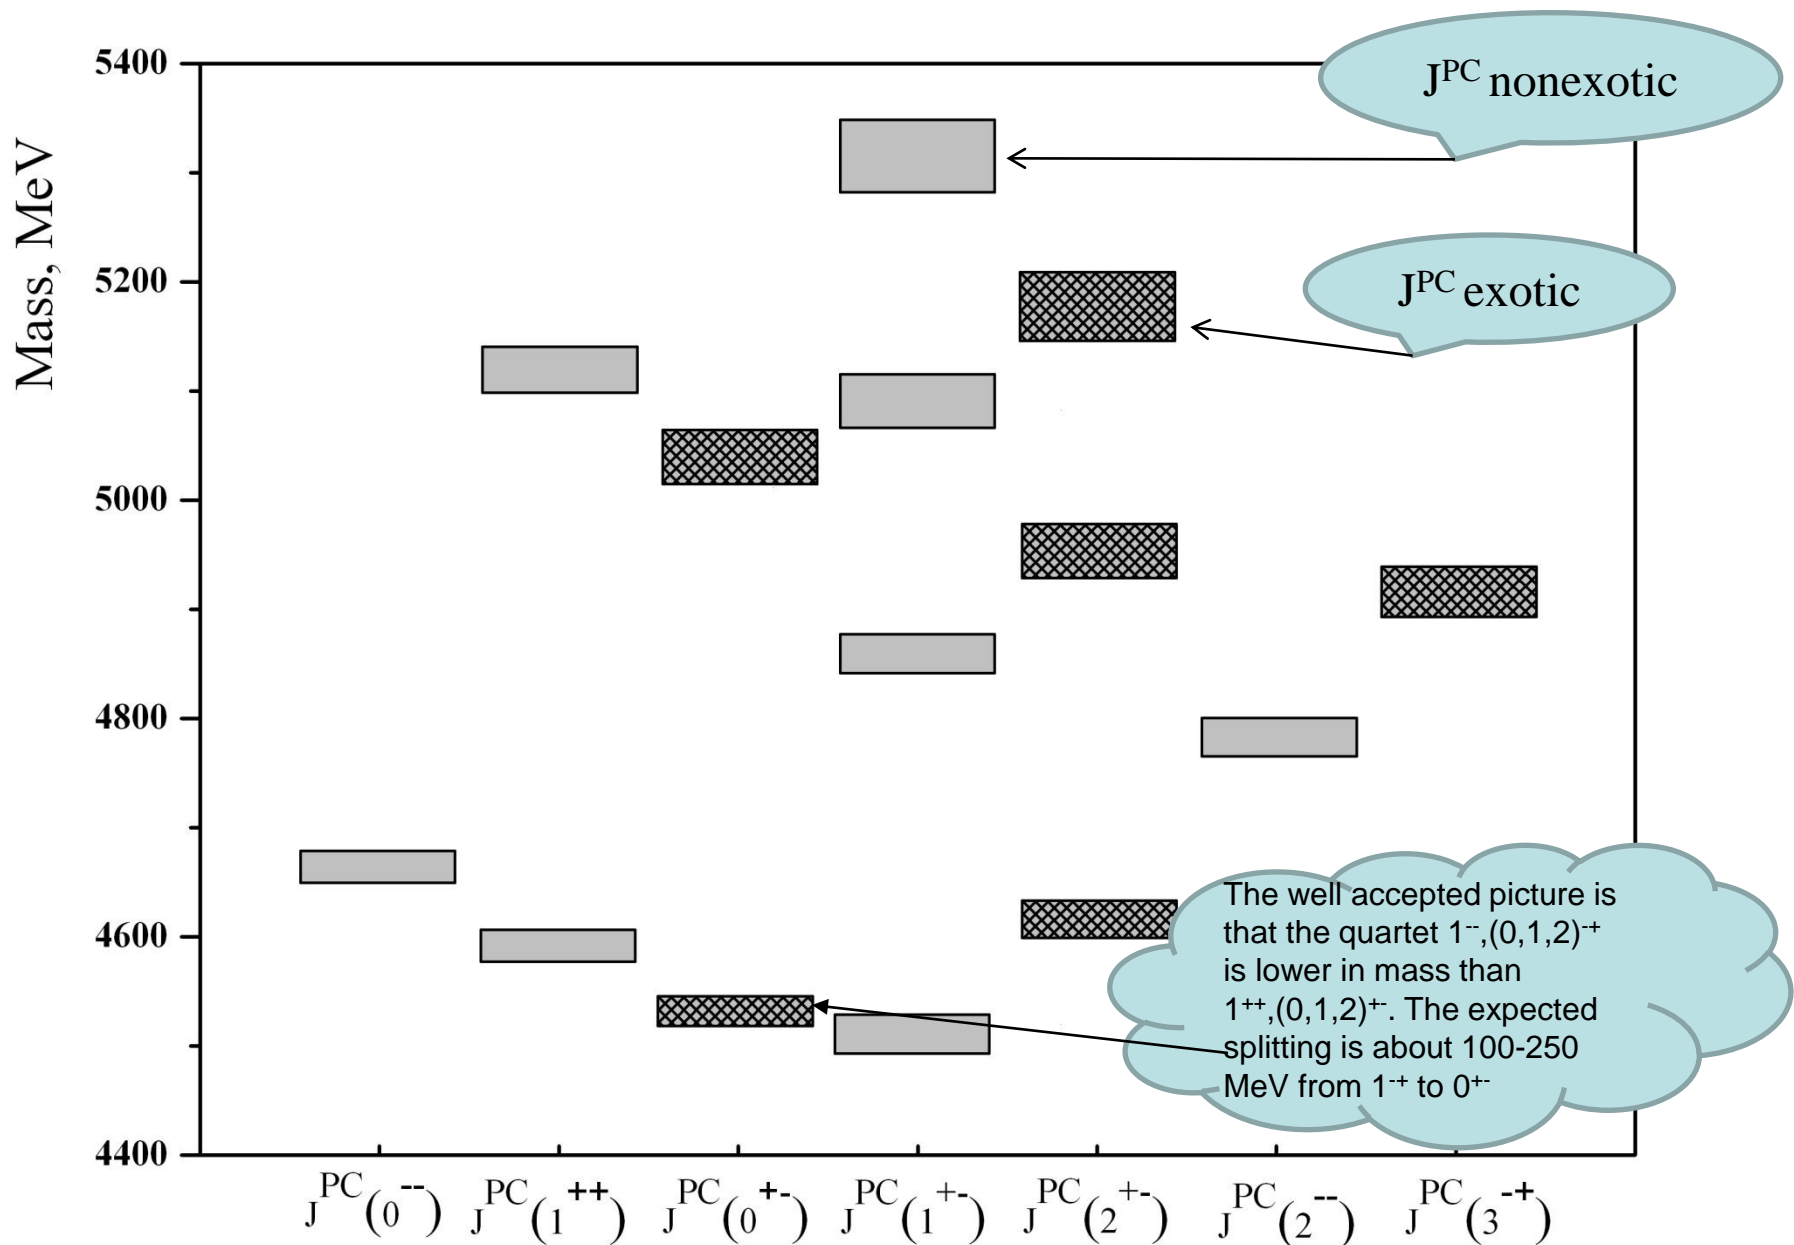 J^PC nonexotic
J^PC exotic
Mass, MeV
5400
5200
5000
4800
4600
4400
The well accepted picture is
that the quartet 1^--,(0,1,2)^-+
is lower in mass than
1^++,(0,1,2)^+-. The expected
splitting is about 100-250
MeV from 1^-+ to 0^+-
J^PC(0^--) J^PC(1^++) J^PC(0^+-) J^PC(1^+-) J^PC(2^+-) J^PC(2^--) J^PC(3^-+)